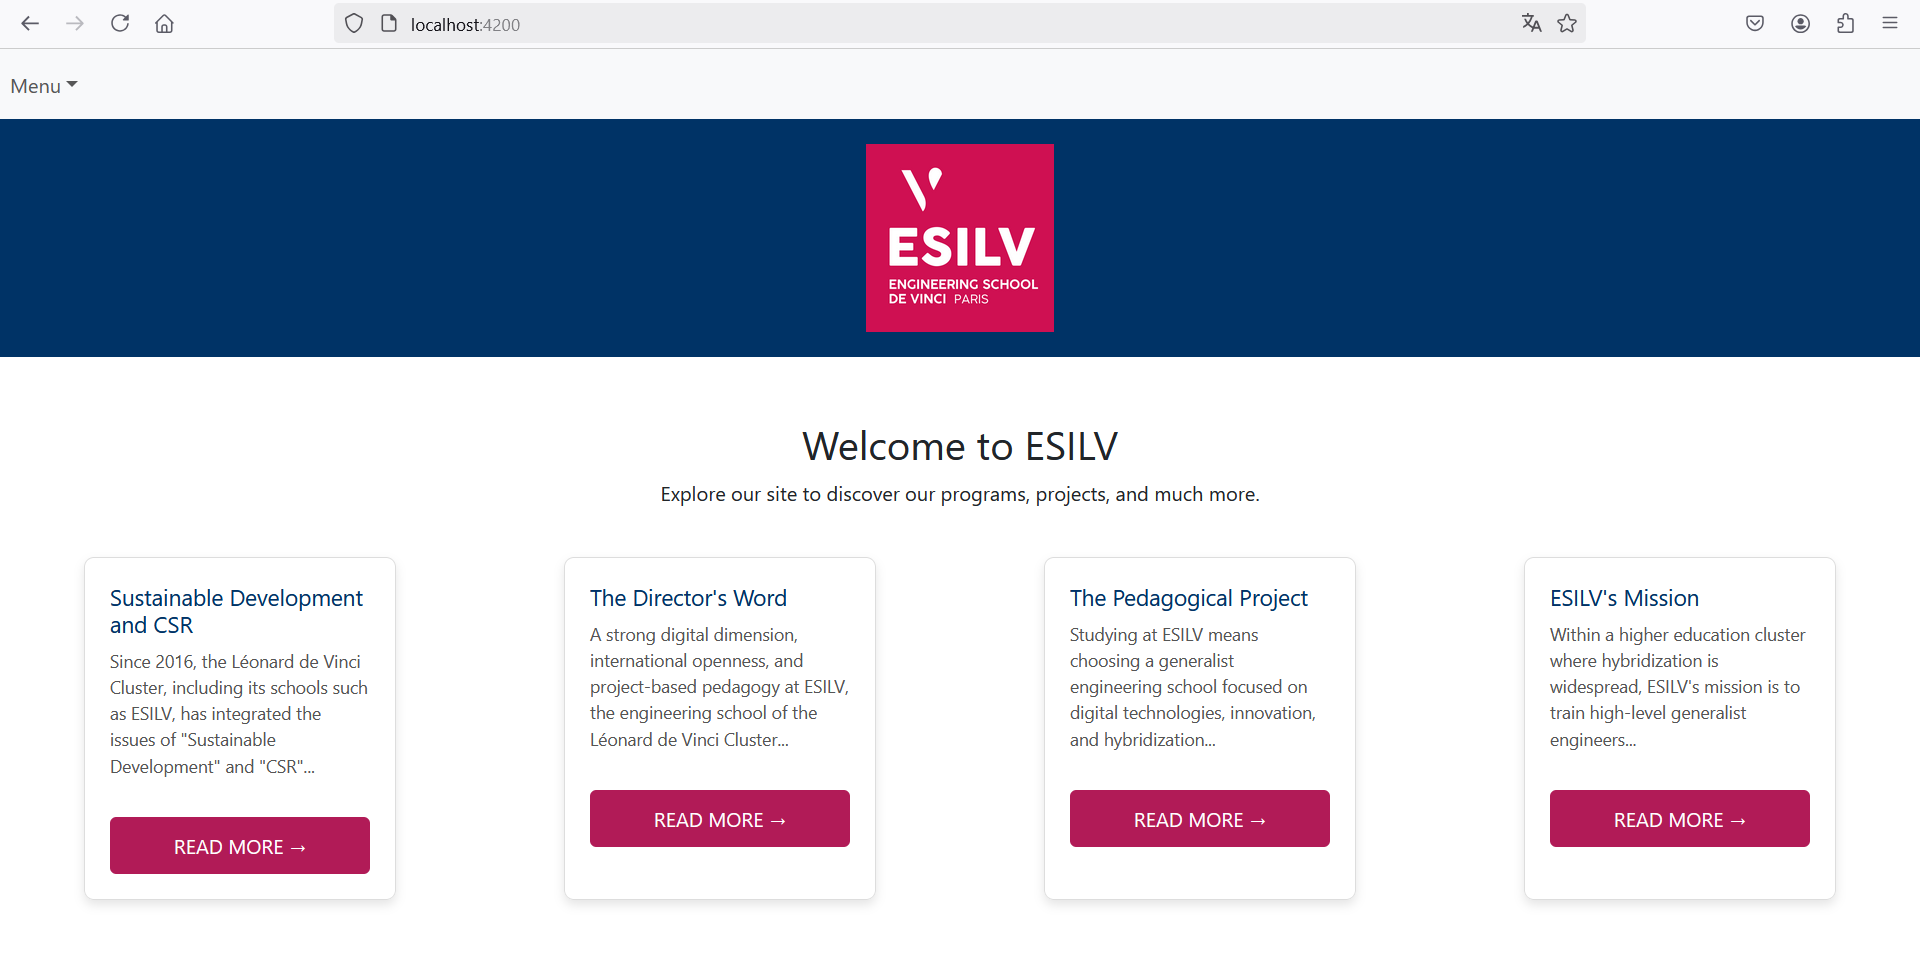 localhost:4200
Menu
ESILV
ENGINEERING SCHOOL
DE VINCI PARIS
Welcome to ESILV
Explore our site to discover our programs, projects, and much more.
Sustainable Development
and CSR
Since 2016, the Léonard de Vinci
Cluster, including its schools such
as ESILV, has integrated the
issues of "Sustainable
Development" and "CSR"...
READ MORE →
The Director's Word
A strong digital dimension,
international openness, and
project-based pedagogy at ESILV,
the engineering school of the
Léonard de Vinci Cluster...
READ MORE →
The Pedagogical Project
Studying at ESILV means
choosing a generalist
engineering school focused on
digital technologies, innovation,
and hybridization...
READ MORE →
ESILV's Mission
Within a higher education cluster
where hybridization is
widespread, ESILV's mission is to
train high-level generalist
engineers...
READ MORE →